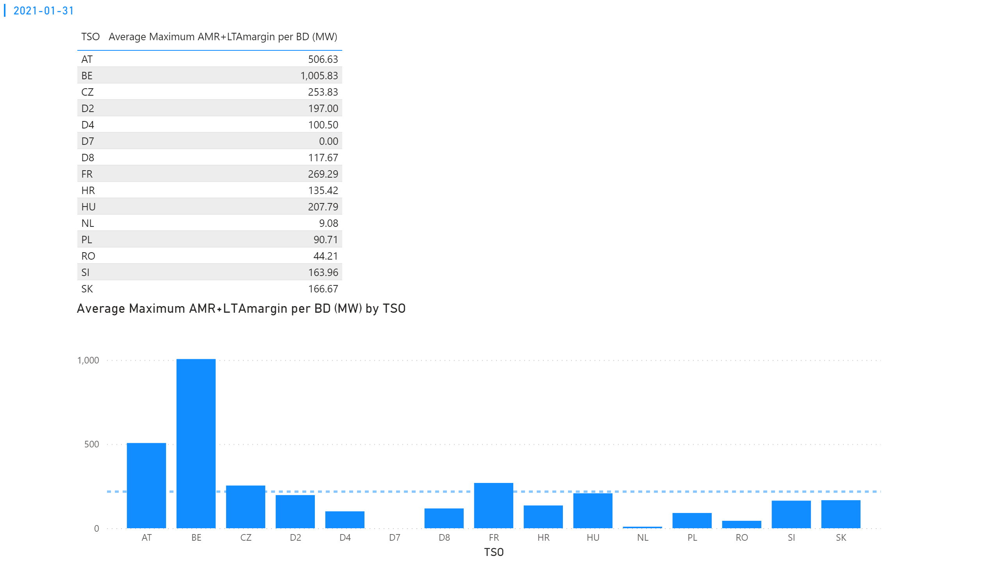 2021-01-31
TSO Average Maximum AMR+LTAmargin per BD (MW)
AT 506.63
BE 1,005.83
CZ 253.83
D2 197.00
D4 100.50
D7 0.00
D8 117.67
FR 269.29
HR 135.42
HU 207.79
NL 9.08
PL 90.71
RO 44.21
SI 163.96
SK 166.67
Average Maximum AMR+LTAmargin per BD (MW) by TSO
1,000
500
0
AT BE CZ D2 D4 D7 D8 FR HR HU NL PL RO SI SK
TSO